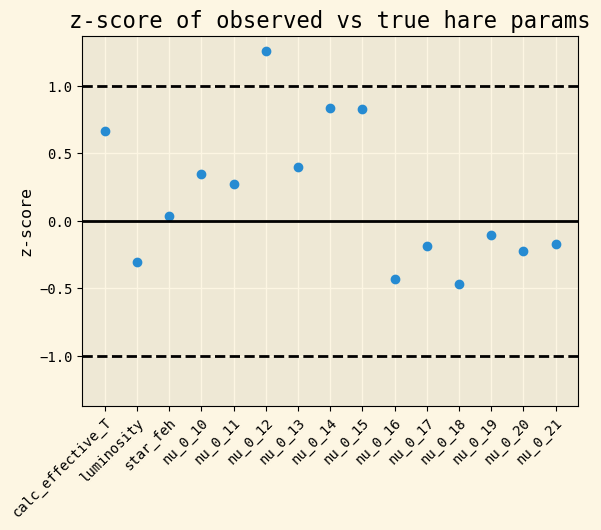 z-score of observed vs true hare params
z-score
1.0
0.5
0.0
−0.5
−1.0
calc_effective_T
luminosity
star_feh
nu_0_10
nu_0_11
nu_0_12
nu_0_13
nu_0_14
nu_0_15
nu_0_16
nu_0_17
nu_0_18
nu_0_19
nu_0_20
nu_0_21